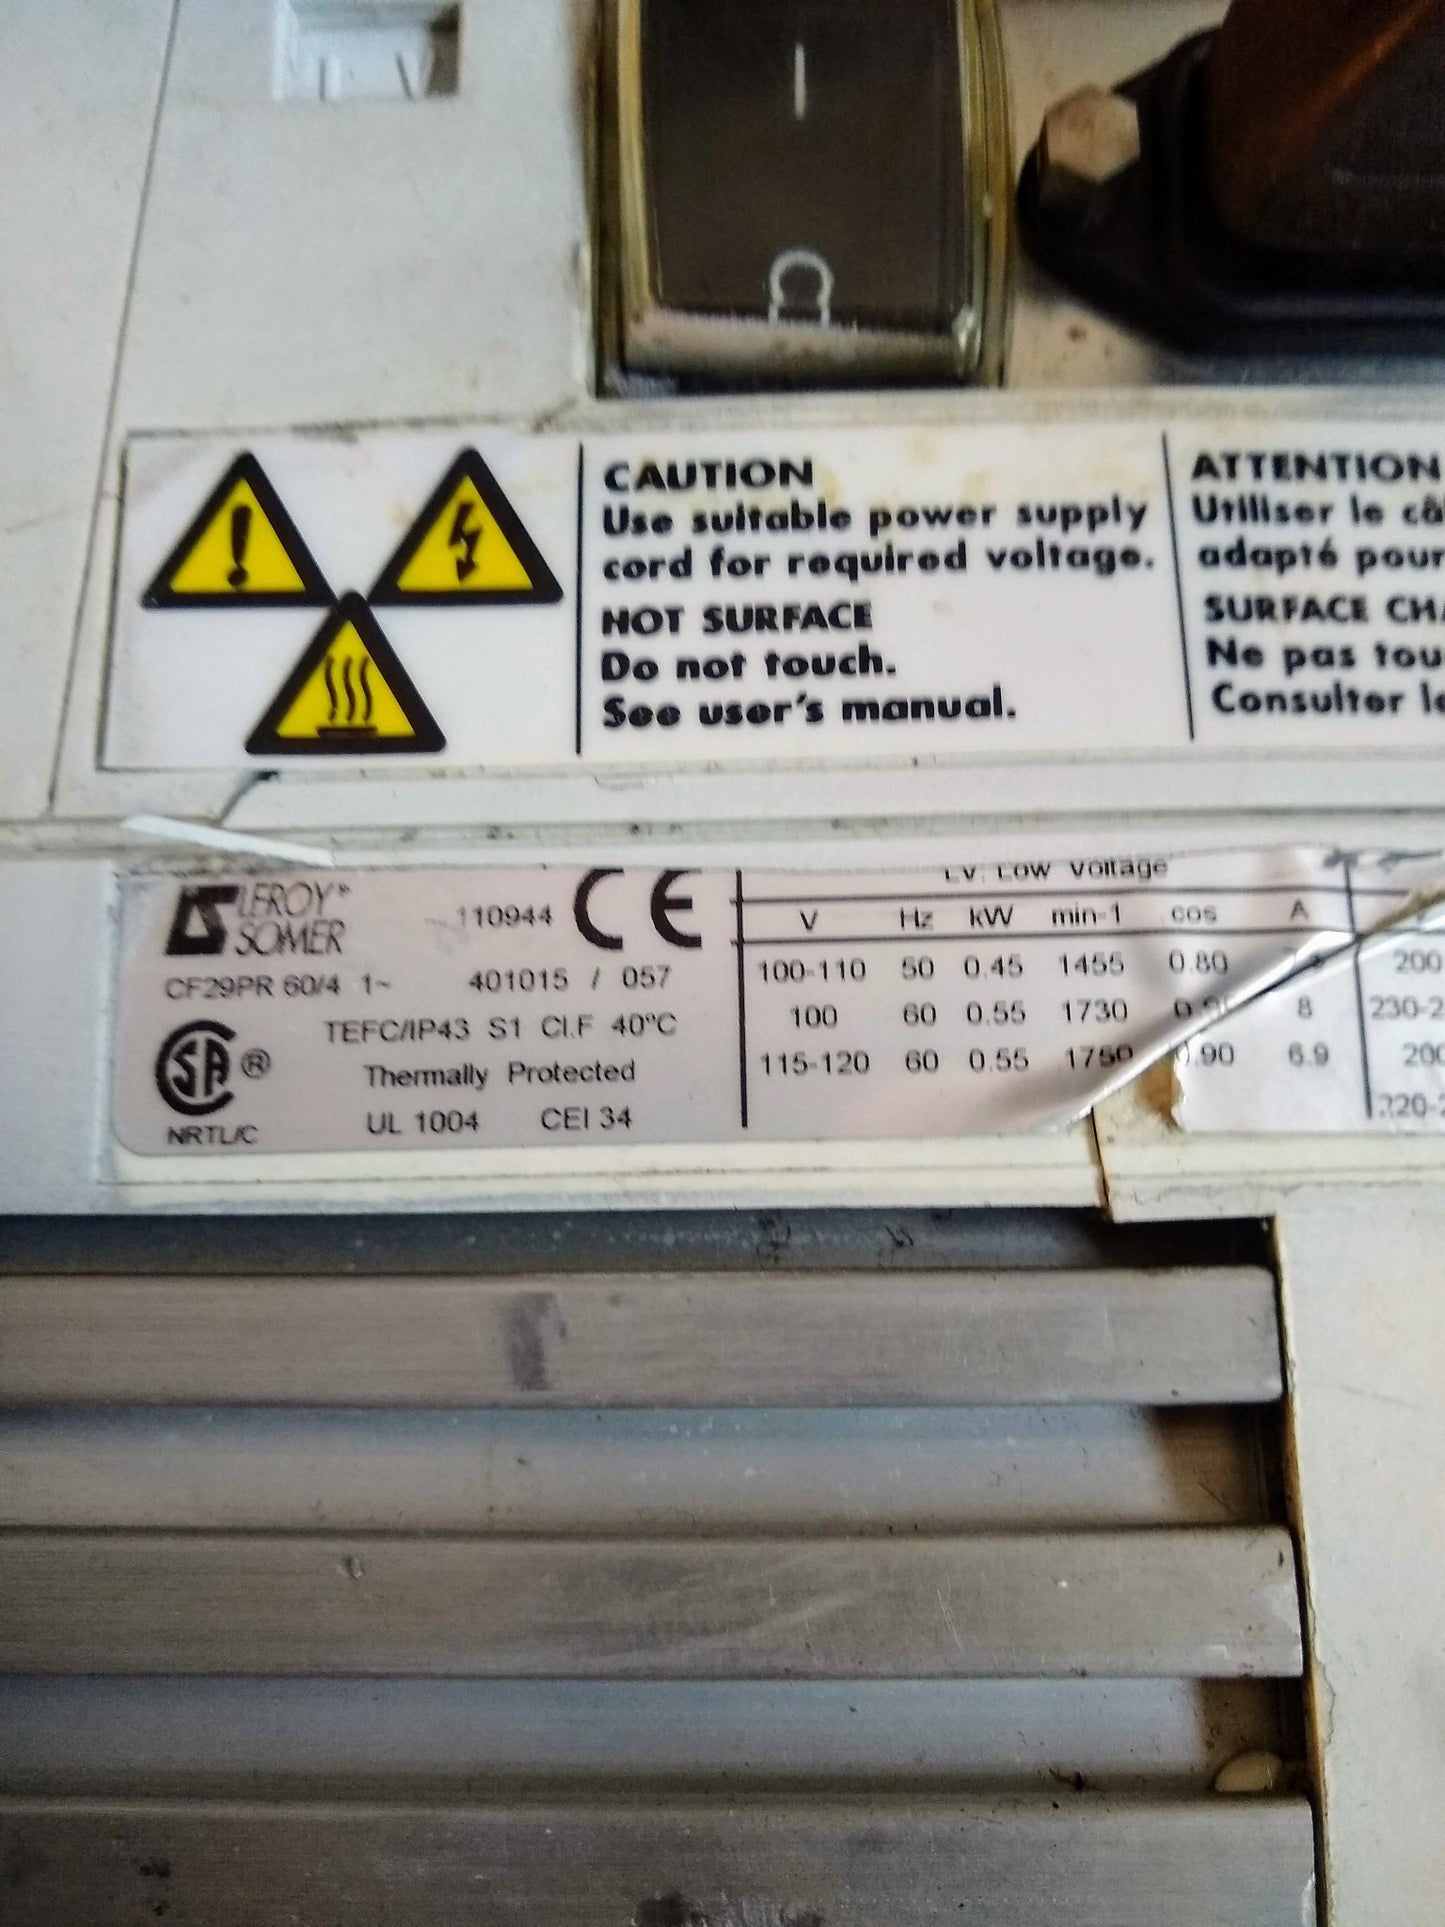 CAUTION
Use suitable power supply
cord for required voltage.
HOT SURFACE
Do not touch.
See user's manual.
ATTENTION
Utiliser le
adapté pour
SURFACE
Ne pas
Consulter
LEROY®
SOMER
110944 CE
CF29PR 60/4 1~ 401015 / 057
TEFC/IP43 S1 Cl.F 40°C
SA ®
Thermally Protected
NRTL/C
UL 1004 CEI 34
LV: Low Voltage
V Hz kW min-1 cos A
100-110 50 0.45 1455 0.80
100 60 0.55 1730 8
115-120 60 0.55 1750 0.90 6.9
200